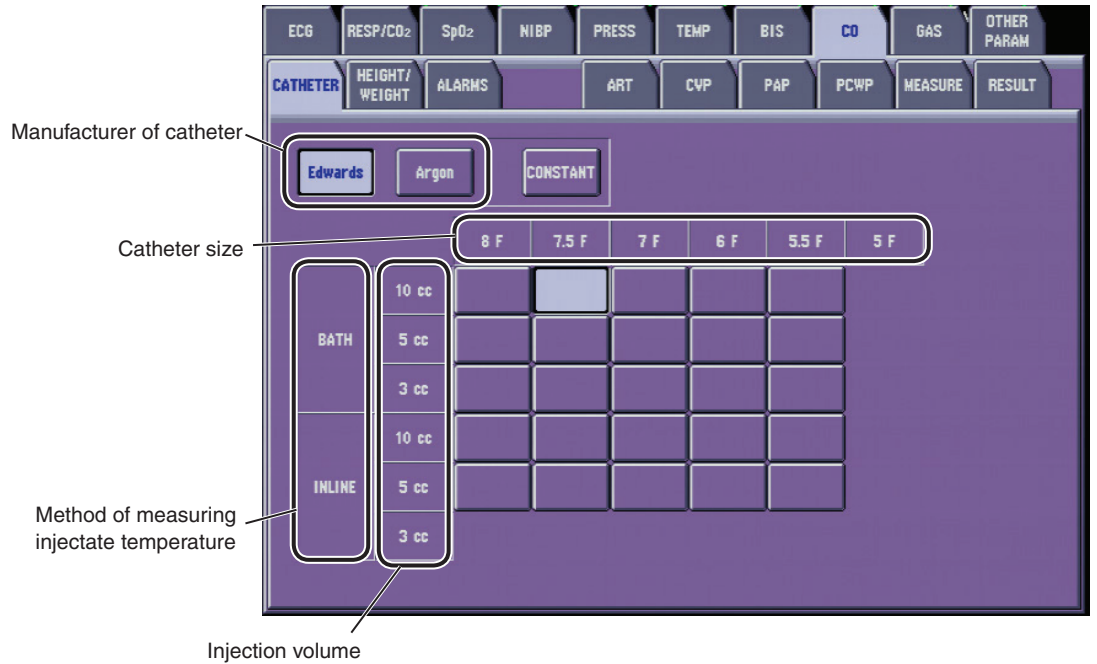 ECG RESP/CO2 SpO2 NIBP PRESS TEMP BIS CO GAS OTHER PARAM
CATHETER HEIGHT/ WEIGHT ALARMS ART CVP PAP PCWP MEASURE RESULT
Manufacturer of catheter
Edwards Argon CONSTANT
Catheter size
8 F 7.5 F 7 F 6 F 5.5 F 5 F
10 cc
BATH 5 cc
3 cc
10 cc
INLINE 5 cc
3 cc
Method of measuring
injectate temperature
Injection volume